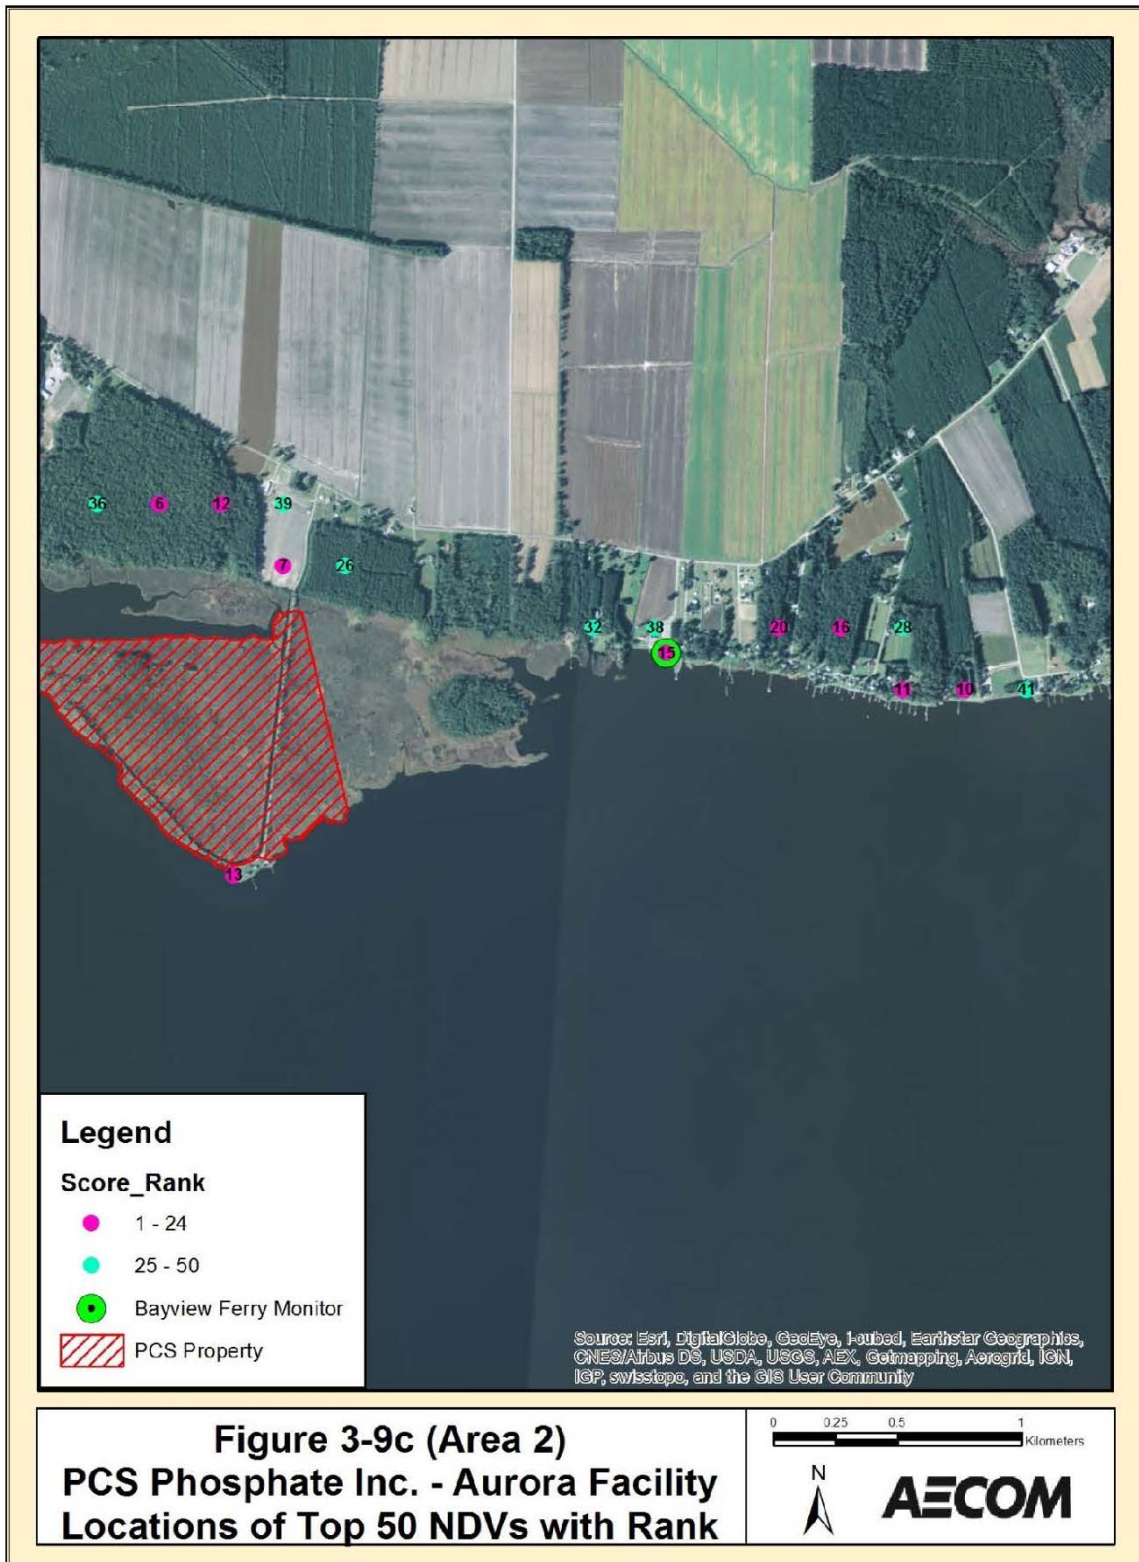 36
6
12
39
7
26
32
38
15
20
16
28
11
10
41
13
Legend
Score_Rank
1 - 24
25 - 50
Bayview Ferry Monitor
PCS Property
Source: Esri, DigitalGlobe, GeoEye, i-cubed, Earthstar Geographics,
CNES/Airbus DS, USDA, USGS, AEX, Getmapping, Aerogrid, IGN,
IGP, swisstopo, and the GIS User Community
Figure 3-9c (Area 2)
PCS Phosphate Inc. - Aurora Facility
Locations of Top 50 NDVs with Rank
0 0.25 0.5 1
Kilometers
N
AECOM